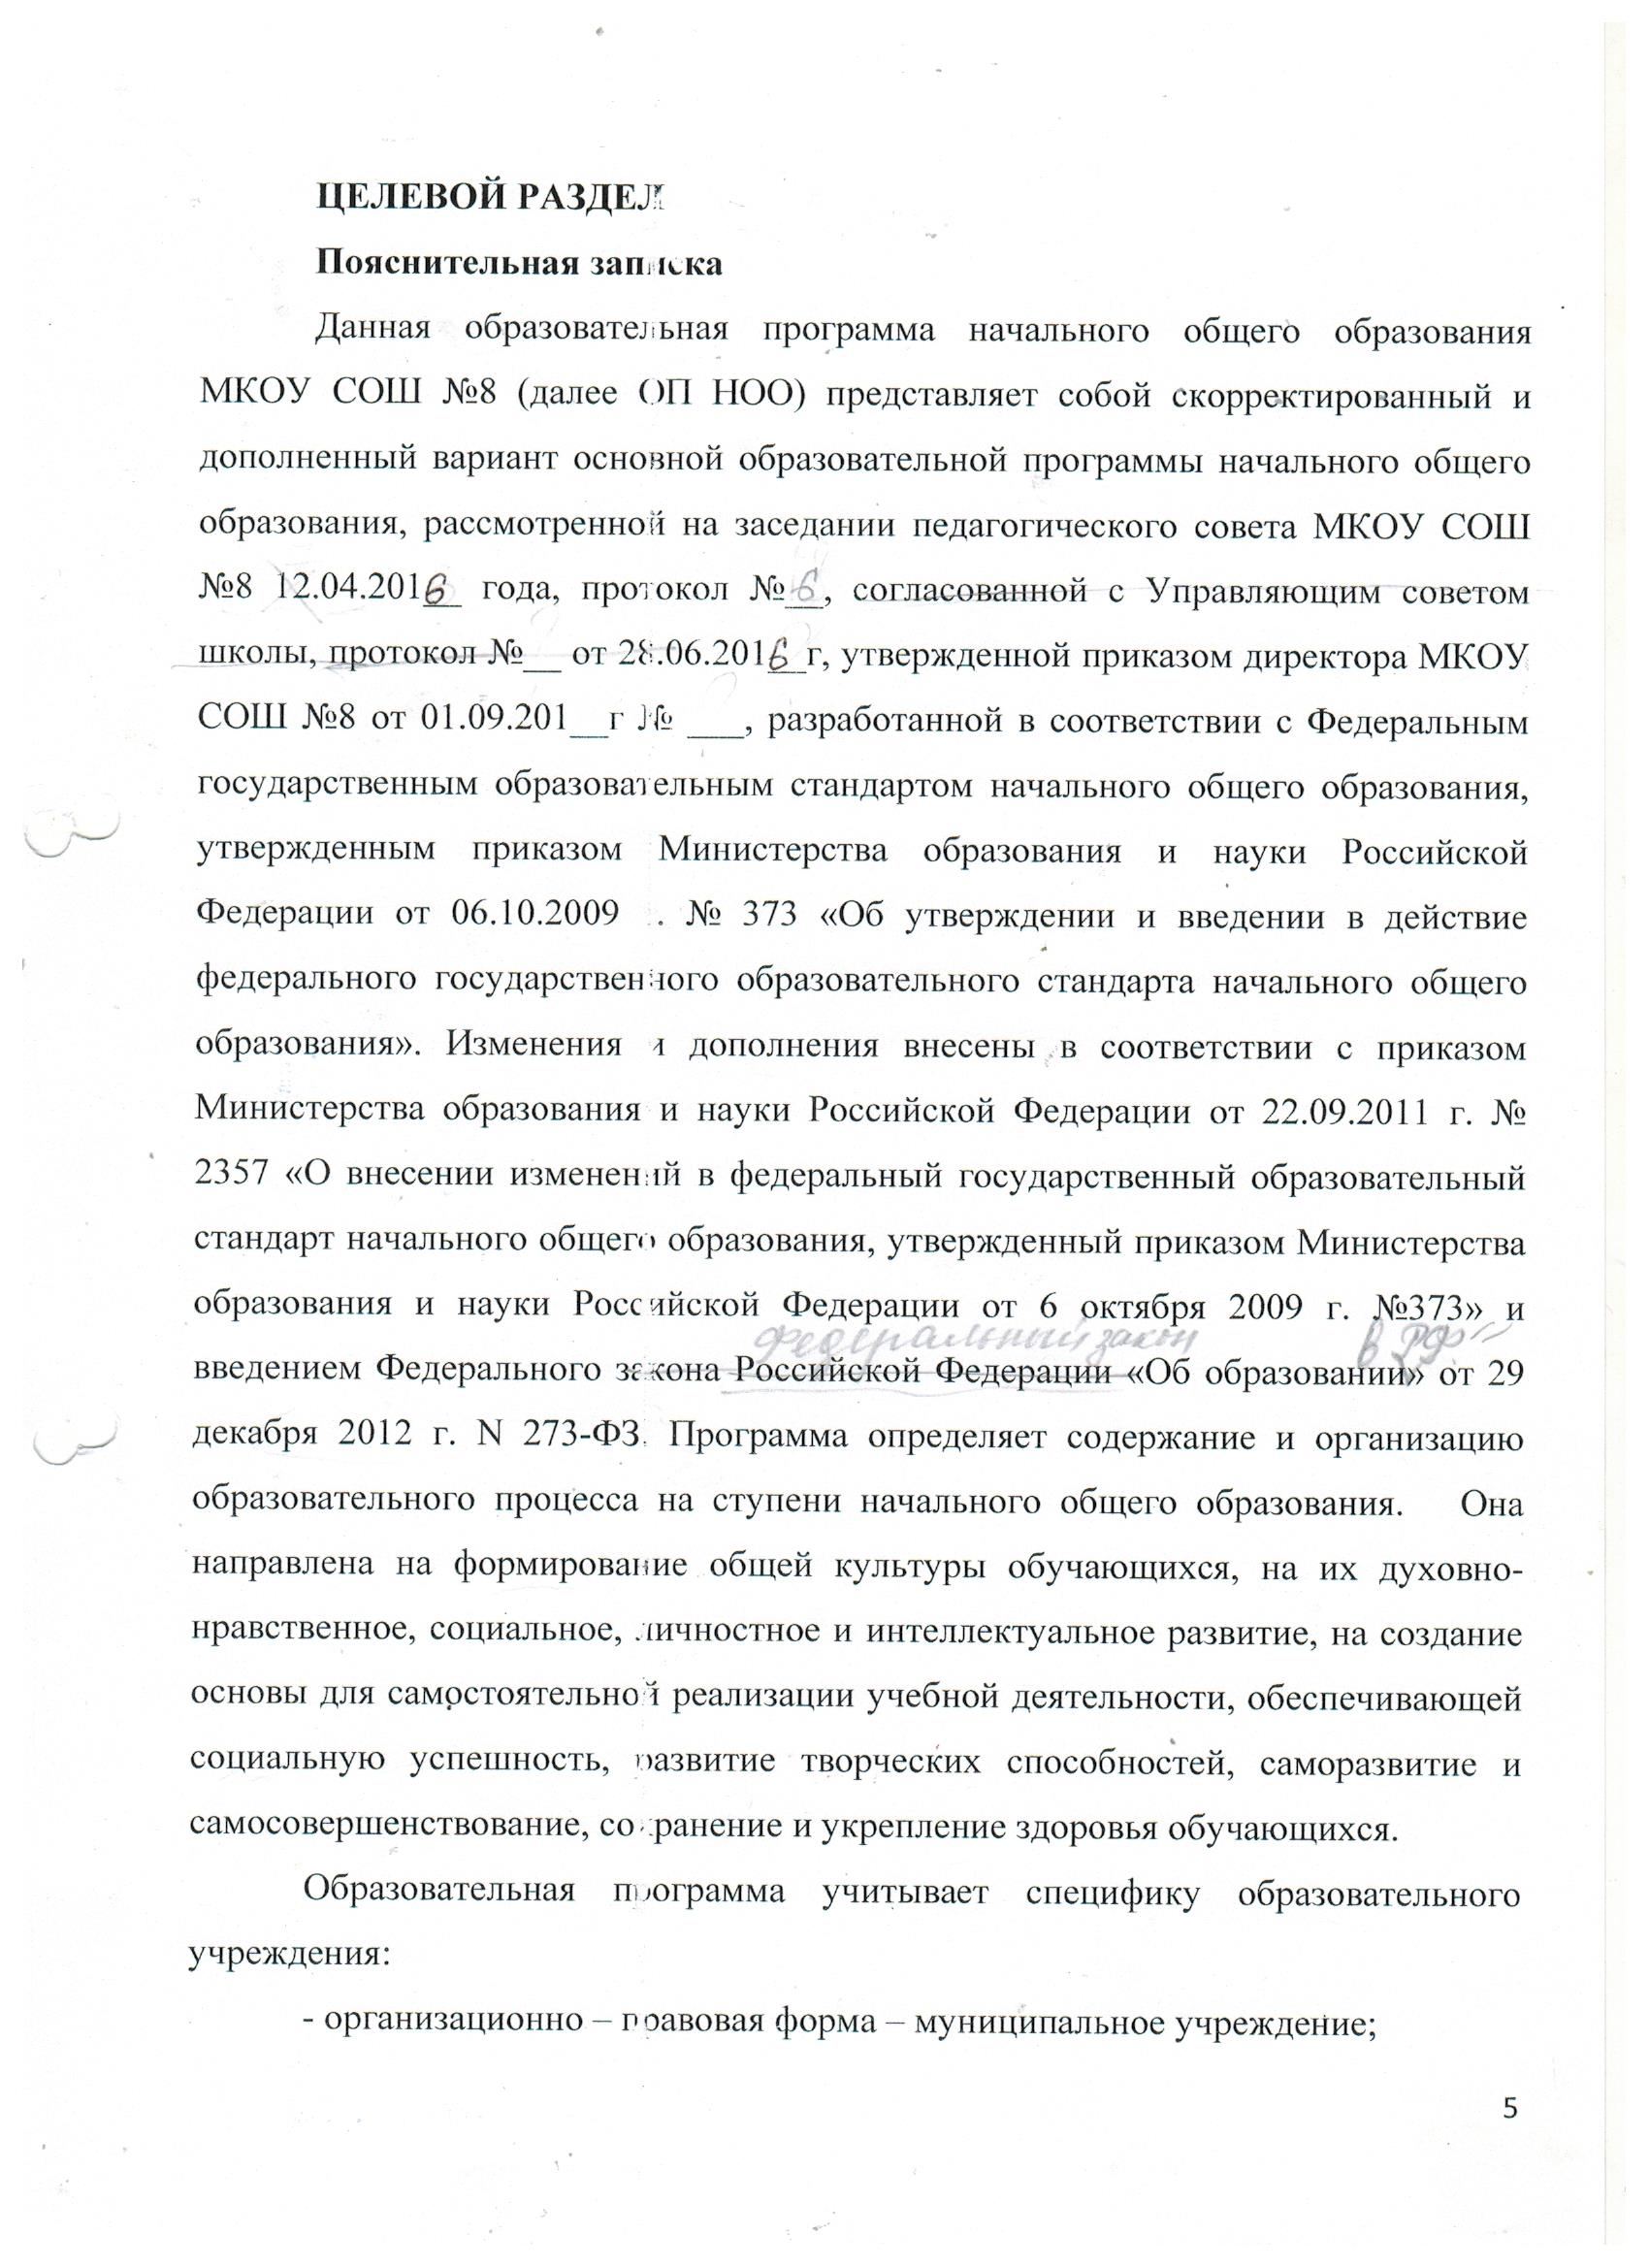 ЦЕЛЕВОЙ РАЗДЕЛ
Пояснительная записка
Данная образовательная программа начального общего образования
МКОУ СОШ №8 (далее ОП НОО) представляет собой скорректированный и
дополненный вариант основной образовательной программы начального общего
образования, рассмотренной на заседании педагогического совета МКОУ СОШ
№8 12.04.2016 года, протокол №6, согласованной с Управляющим советом
школы, протокол №__ от 28.06.2016 г, утвержденной приказом директора МКОУ
СОШ №8 от 01.09.201__г № ___, разработанной в соответствии с Федеральным
государственным образовательным стандартом начального общего образования,
утвержденным приказом Министерства образования и науки Российской
Федерации от 06.10.2009 . № 373 «Об утверждении и введении в действие
федерального государственного образовательного стандарта начального общего
образования». Изменения и дополнения внесены в соответствии с приказом
Министерства образования и науки Российской Федерации от 22.09.2011 г. №
2357 «О внесении изменений в федеральный государственный образовательный
стандарт начального общего образования, утвержденный приказом Министерства
образования и науки Российской Федерации от 6 октября 2009 г. №373» и
федеральный закон в РФ"
введением Федерального закона Российской Федерации «Об образовании» от 29
декабря 2012 г. N 273-ФЗ. Программа определяет содержание и организацию
образовательного процесса на ступени начального общего образования. Она
направлена на формирование общей культуры обучающихся, на их духовно-
нравственное, социальное, личностное и интеллектуальное развитие, на создание
основы для самостоятельной реализации учебной деятельности, обеспечивающей
социальную успешность, развитие творческих способностей, саморазвитие и
самосовершенствование, сохранение и укрепление здоровья обучающихся.
Образовательная программа учитывает специфику образовательного
учреждения:
- организационно – правовая форма – муниципальное учреждение;
5